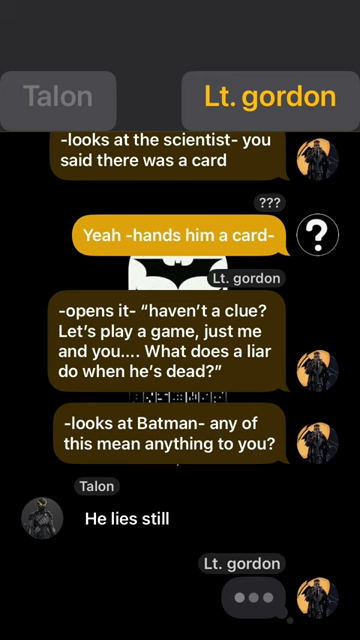 Talon
Lt. gordon
-looks at the scientist- you
said there was a card
???
Yeah -hands him a card-
?
Lt. gordon
-opens it- “haven’t a clue?
Let’s play a game, just me
and you.... What does a liar
do when he’s dead?”
-looks at Batman- any of
this mean anything to you?
Talon
He lies still
Lt. gordon